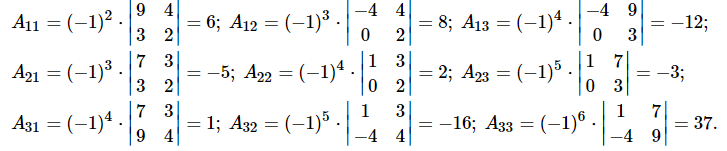 A₁₁ = (−1)² · |9 4; 3 2| = 6; A₁₂ = (−1)³ · |−4 4; 0 2| = 8; A₁₃ = (−1)⁴ · |−4 9; 0 3| = −12;
A₂₁ = (−1)³ · |7 3; 3 2| = −5; A₂₂ = (−1)⁴ · |1 3; 0 2| = 2; A₂₃ = (−1)⁵ · |1 7; 0 3| = −3;
A₃₁ = (−1)⁴ · |7 3; 9 4| = 1; A₃₂ = (−1)⁵ · |1 3; −4 4| = −16; A₃₃ = (−1)⁶ · |1 7; −4 9| = 37.